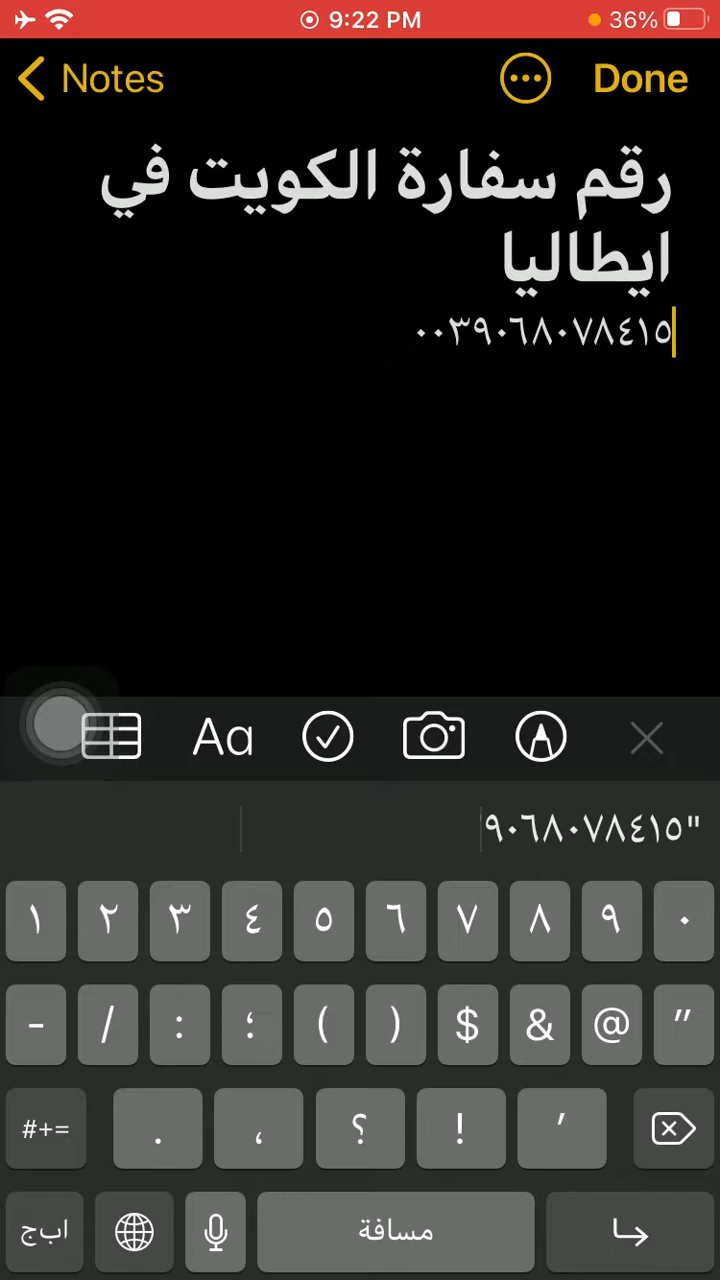 9:22 PM
36%
Notes
Done
رقم سفارة الكويت في
ايطاليا
٠٠٣٩٠٦٨٠٧٨٤١٥
Aa
٩٠٦٨٠٧٨٤١٥"
١ ٢ ٣ ٤ ٥ ٦ ٧ ٨ ٩ ٠
- / : ؛ ( ) $ & @ "
#+= . ، ؟ ! '
اب‌ج مسافة